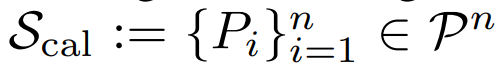 𝒮_cal := {P_i}_{i=1}^n ∈ 𝒫^n